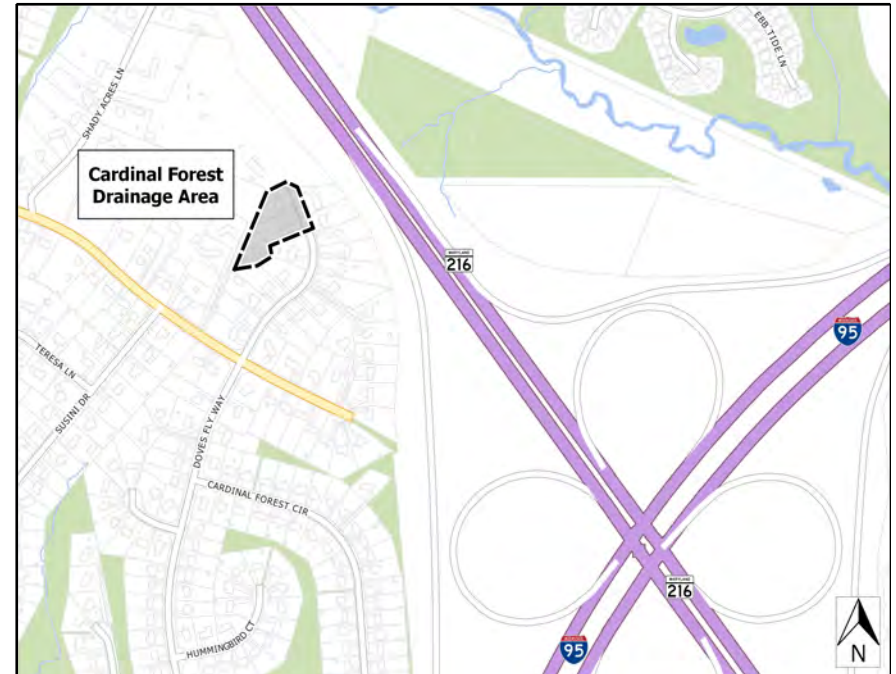 EBB TIDE LN
SHADY ACRES LN
Cardinal Forest
Drainage Area
MARYLAND
216
95
TERESA LN
SUSINI DR
DOVES FLY WAY
CARDINAL FOREST CIR
MARYLAND
216
HUMMINGBIRD CT
95
N